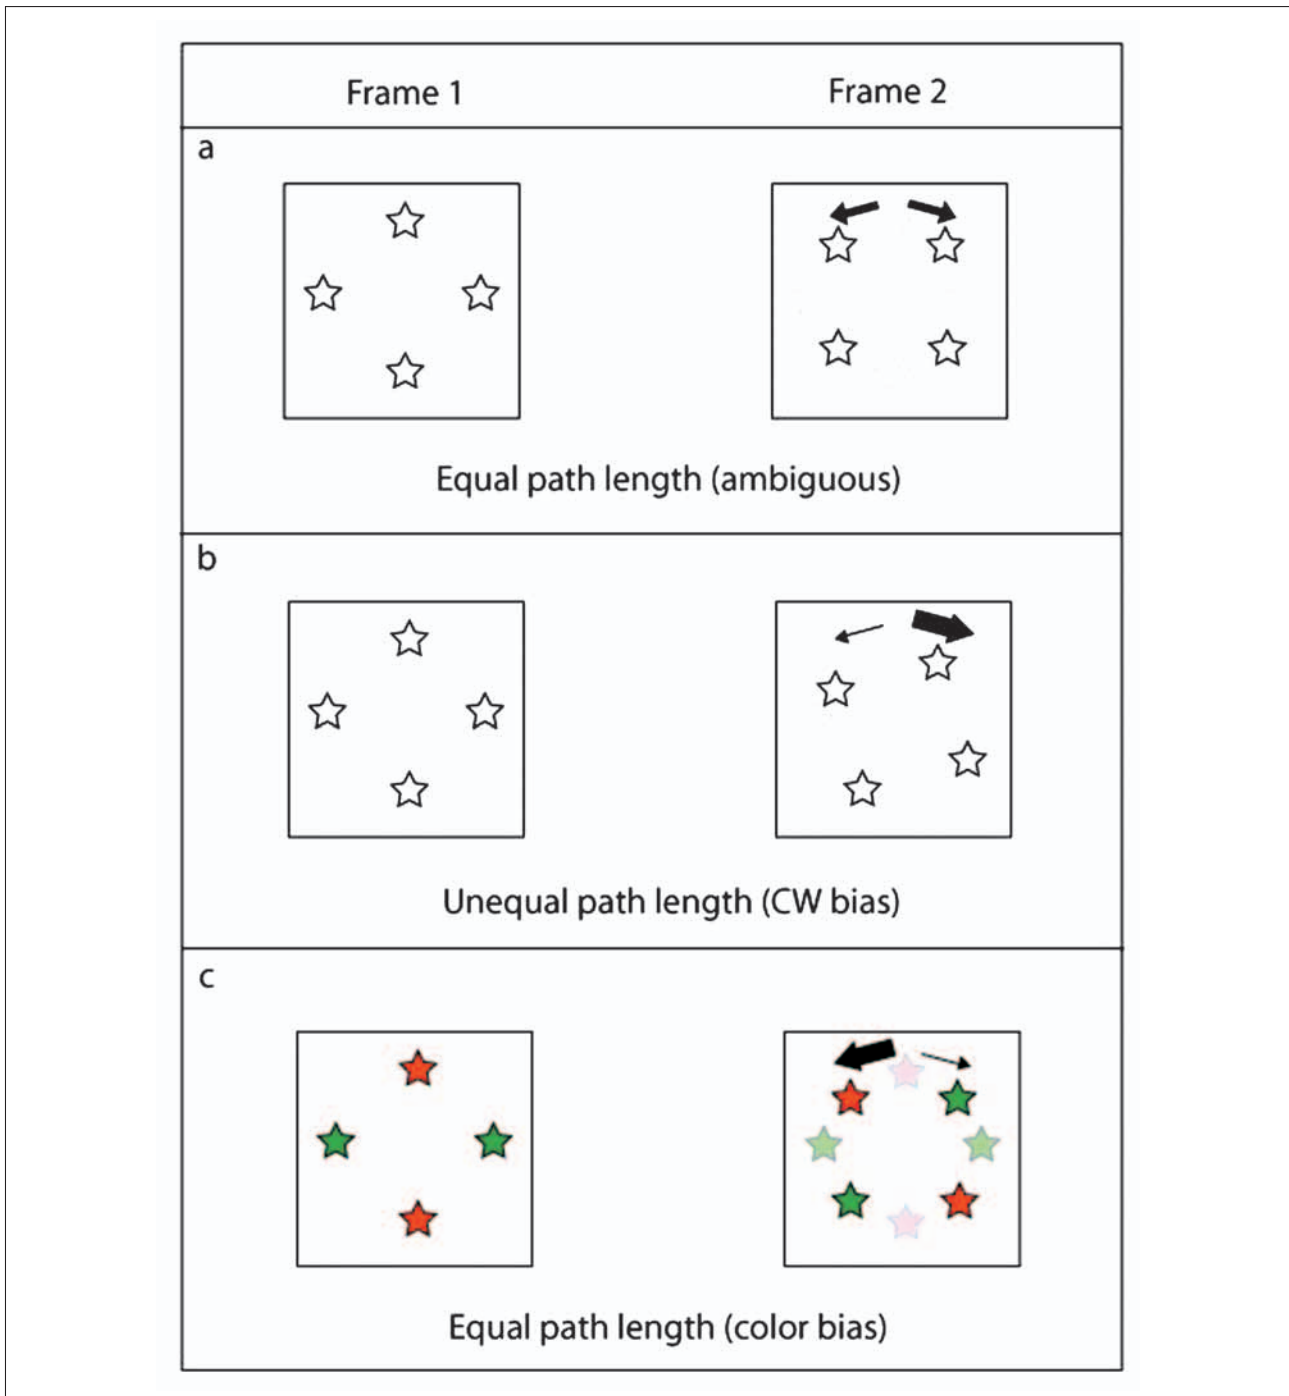 Frame 1
Frame 2
a
Equal path length (ambiguous)
b
Unequal path length (CW bias)
c
Equal path length (color bias)